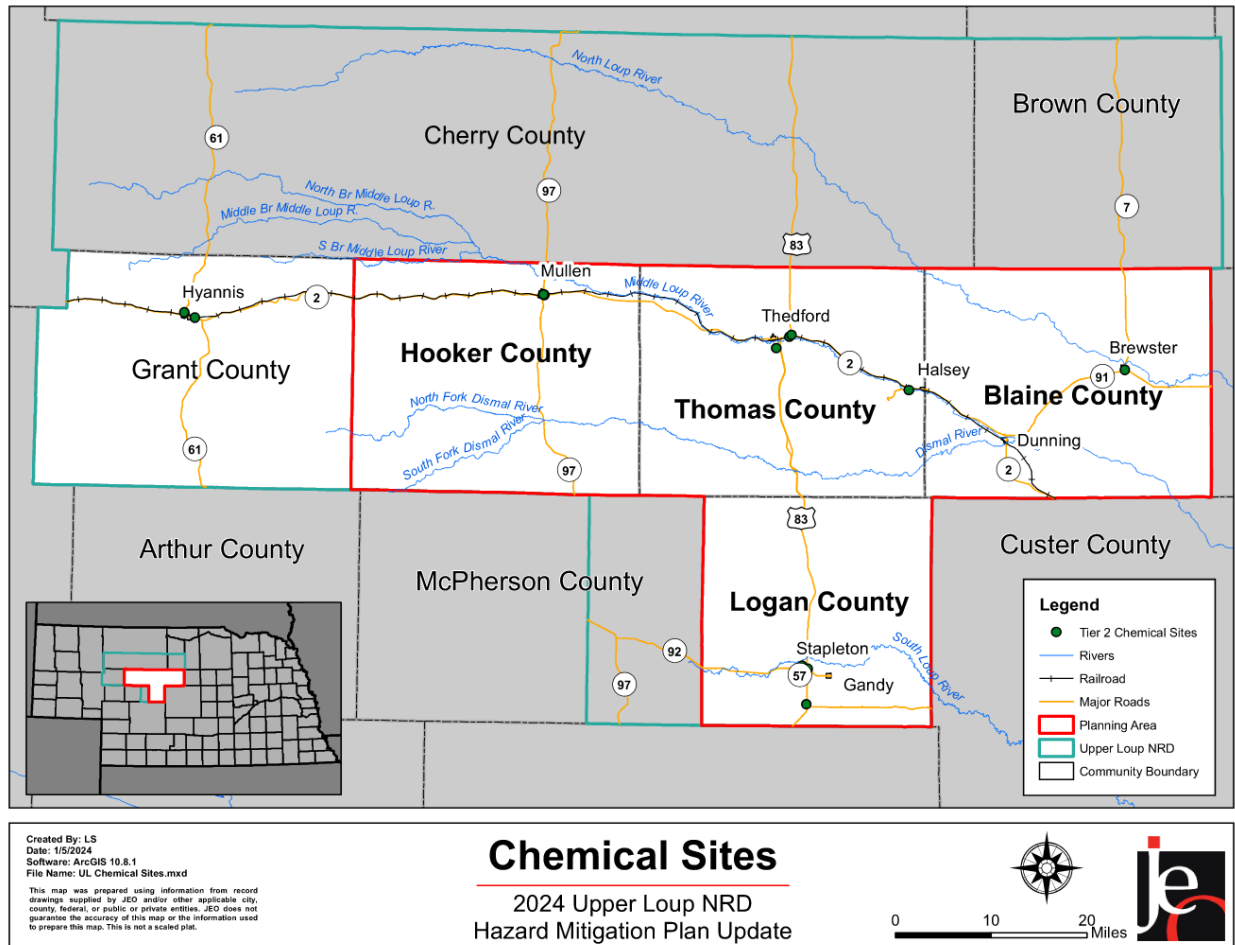 North Loup River
Brown County
Cherry County
61
97
7
North Br Middle Loup R.
Middle Br Middle Loup R.
S Br Middle Loup River
83
Mullen
Middle Loup River
Hyannis
2
Thedford
Hooker County
Grant County
2
Halsey
Brewster
91
Blaine County
Thomas County
North Fork Dismal River
South Fork Dismal River
Dismal River
Dunning
61
97
2
83
Arthur County
Custer County
McPherson County
Logan County
Stapleton
South Loup River
92
57
Gandy
97
Legend
Tier 2 Chemical Sites
Rivers
Railroad
Major Roads
Planning Area
Upper Loup NRD
Community Boundary
Created By: LS
Date: 1/5/2024
Software: ArcGIS 10.8.1
File Name: UL Chemical Sites.mxd
This map was prepared using information from record
drawings supplied by JEO and/or other applicable city,
county, federal, or public or private entities. JEO does not
guarantee the accuracy of this map or the information used
to prepare this map. This is not a scaled plat.
Chemical Sites
2024 Upper Loup NRD
Hazard Mitigation Plan Update
0 10 20
Miles
jeo